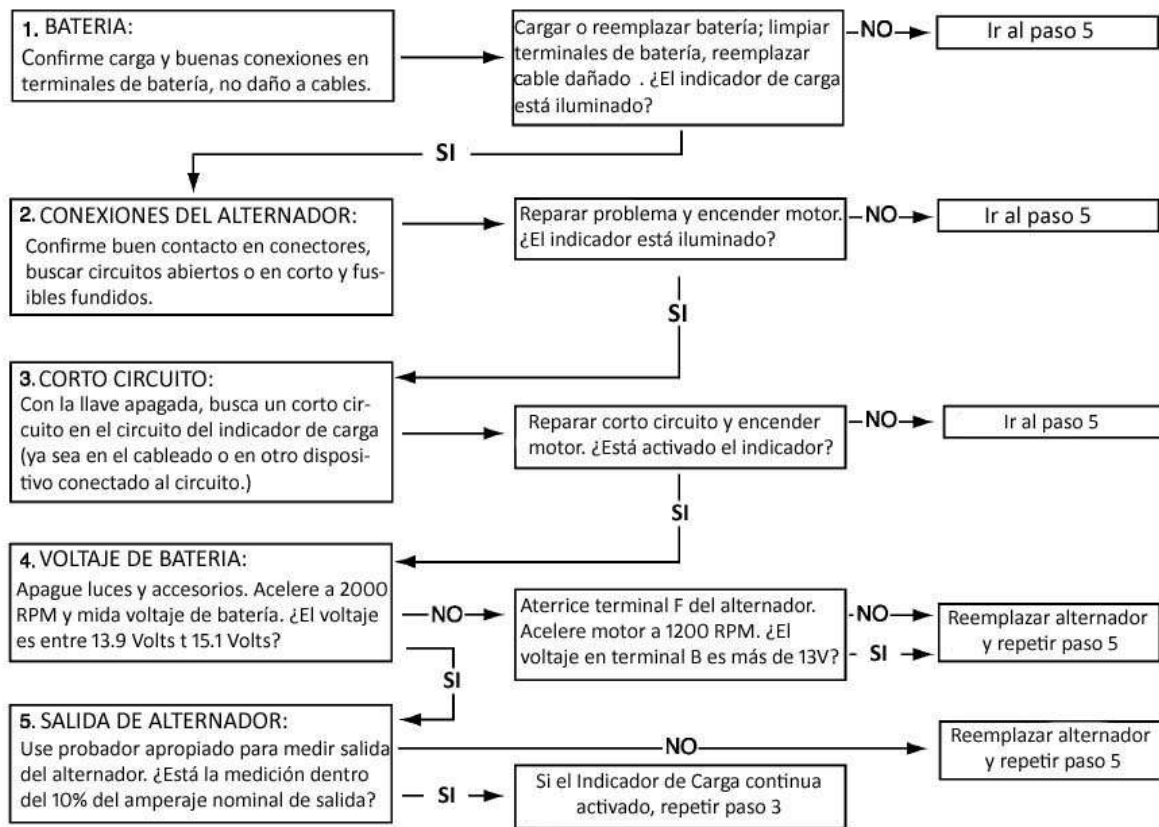 1. BATERIA:
Confirme carga y buenas conexiones en
terminales de batería, no daño a cables.
Cargar o reemplazar batería; limpiar
terminales de batería, reemplazar
cable dañado . ¿El indicador de carga
está iluminado?
NO
Ir al paso 5
SI
2. CONEXIONES DEL ALTERNADOR:
Confirme buen contacto en conectores,
buscar circuitos abiertos o en corto y fus-
ibles fundidos.
Reparar problema y encender motor.
¿El indicador está iluminado?
NO
Ir al paso 5
SI
3. CORTO CIRCUITO:
Con la llave apagada, busca un corto cir-
cuito en el circuito del indicador de carga
(ya sea en el cableado o en otro disposi-
tivo conectado al circuito.)
Reparar corto circuito y encender
motor. ¿Está activado el indicador?
NO
Ir al paso 5
SI
4. VOLTAJE DE BATERIA:
Apague luces y accesorios. Acelere a 2000
RPM y mida voltaje de batería. ¿El voltaje
es entre 13.9 Volts t 15.1 Volts?
NO
Aterrice terminal F del alternador.
Acelere motor a 1200 RPM. ¿El
voltaje en terminal B es más de 13V?
NO
SI
Reemplazar alternador
y repetir paso 5
SI
5. SALIDA DE ALTERNADOR:
Use probador apropiado para medir salida
del alternador. ¿Está la medición dentro
del 10% del amperaje nominal de salida?
NO
Reemplazar alternador
y repetir paso 5
SI
Si el Indicador de Carga continua
activado, repetir paso 3